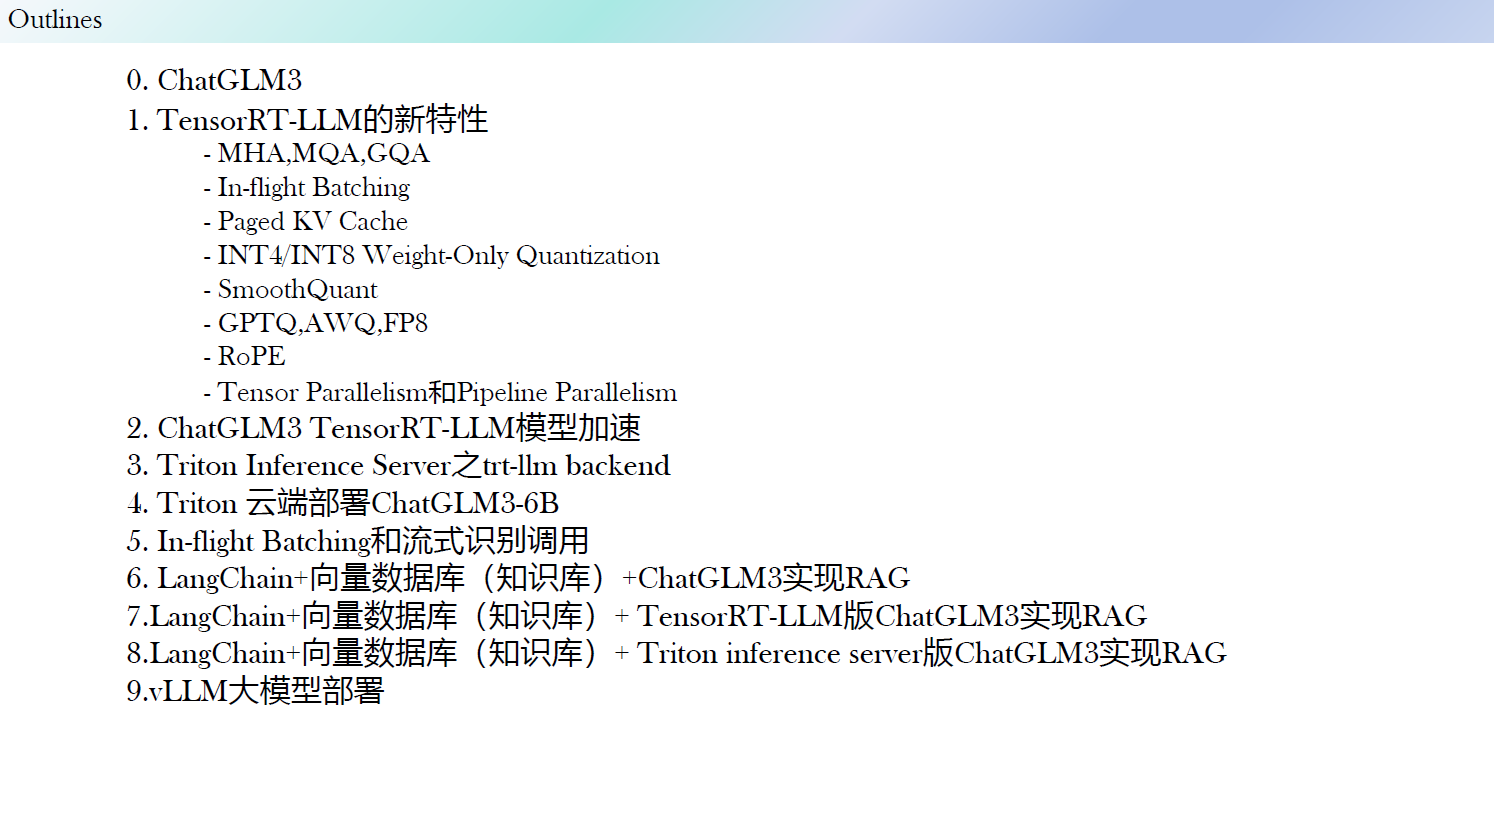 Outlines
0. ChatGLM3
1. TensorRT-LLM的新特性
- MHA,MQA,GQA
- In-flight Batching
- Paged KV Cache
- INT4/INT8 Weight-Only Quantization
- SmoothQuant
- GPTQ,AWQ,FP8
- RoPE
- Tensor Parallelism和Pipeline Parallelism
2. ChatGLM3 TensorRT-LLM模型加速
3. Triton Inference Server之trt-llm backend
4. Triton 云端部署ChatGLM3-6B
5. In-flight Batching和流式识别调用
6. LangChain+向量数据库（知识库）+ChatGLM3实现RAG
7.LangChain+向量数据库（知识库）+ TensorRT-LLM版ChatGLM3实现RAG
8.LangChain+向量数据库（知识库）+ Triton inference server版ChatGLM3实现RAG
9.vLLM大模型部署